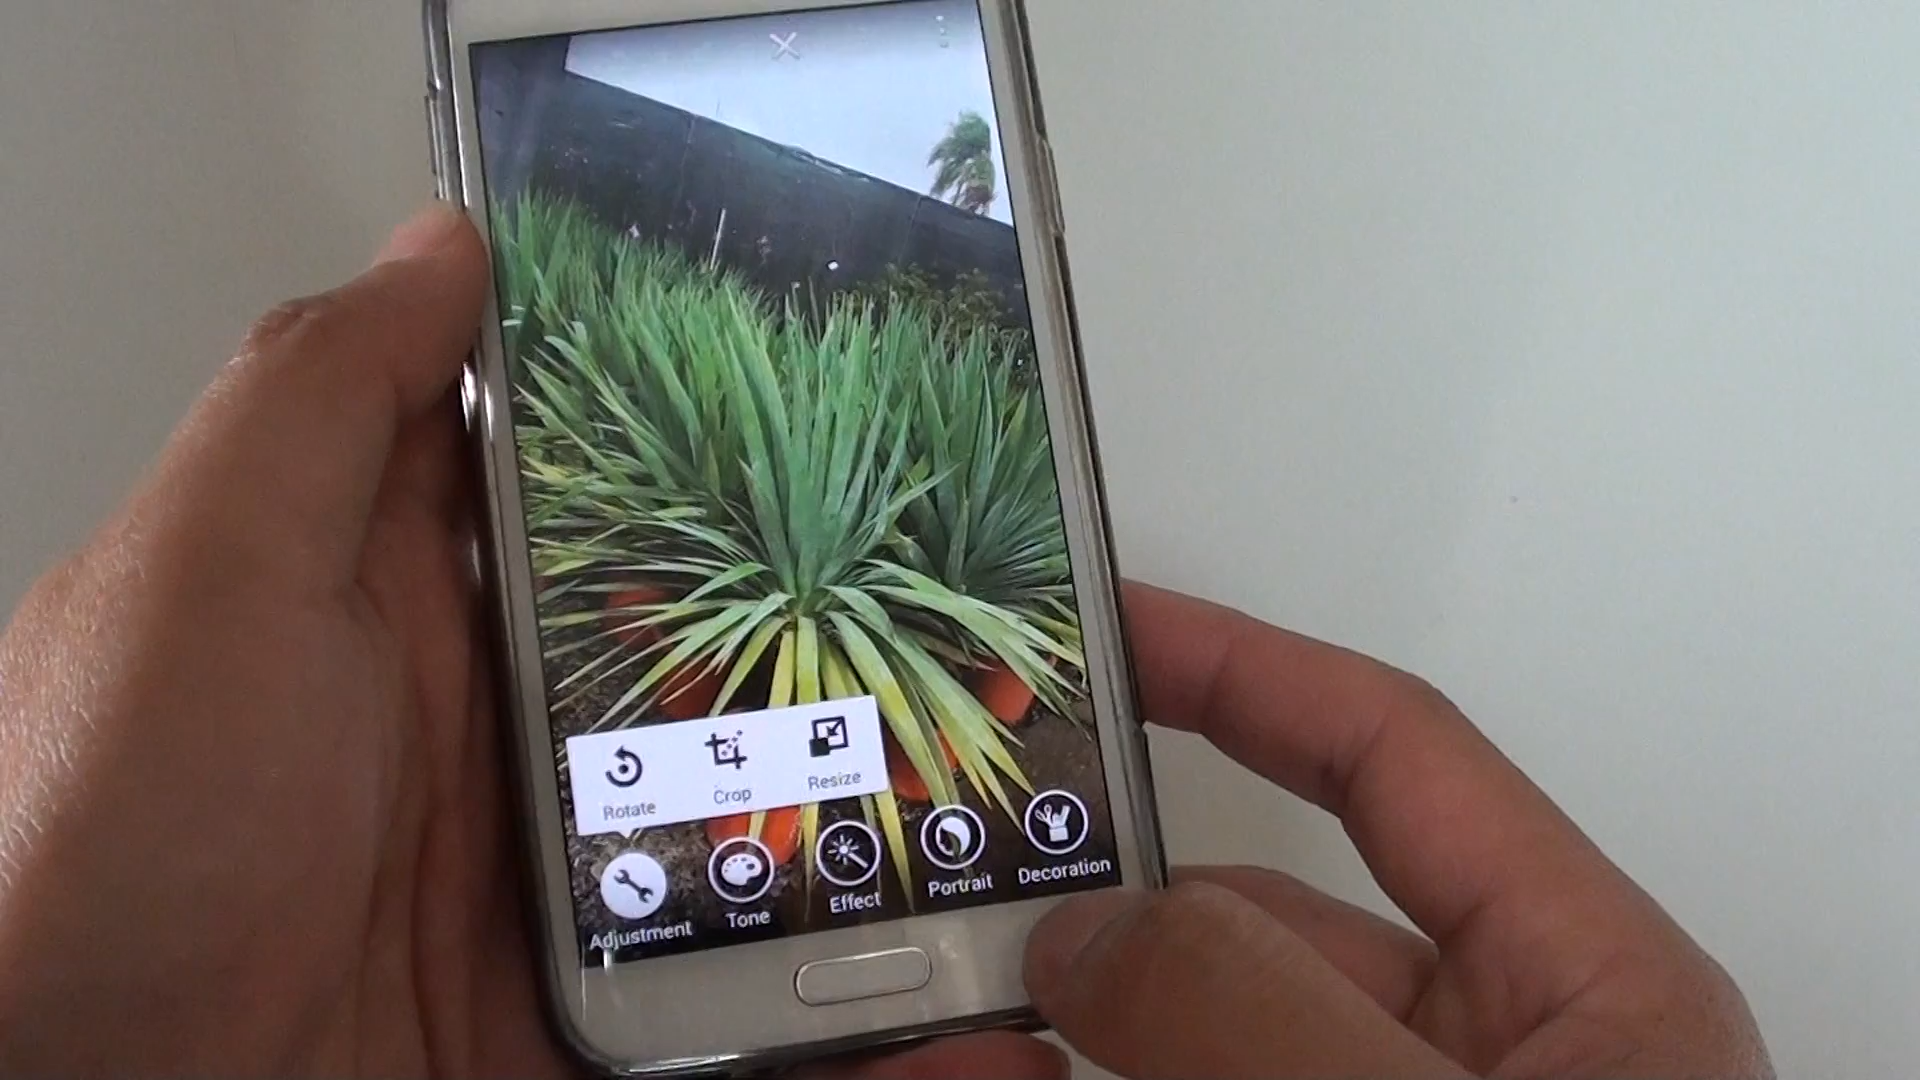 Rotate
Crop
Resize
Adjustment
Tone
Effect
Portrait
Decoration